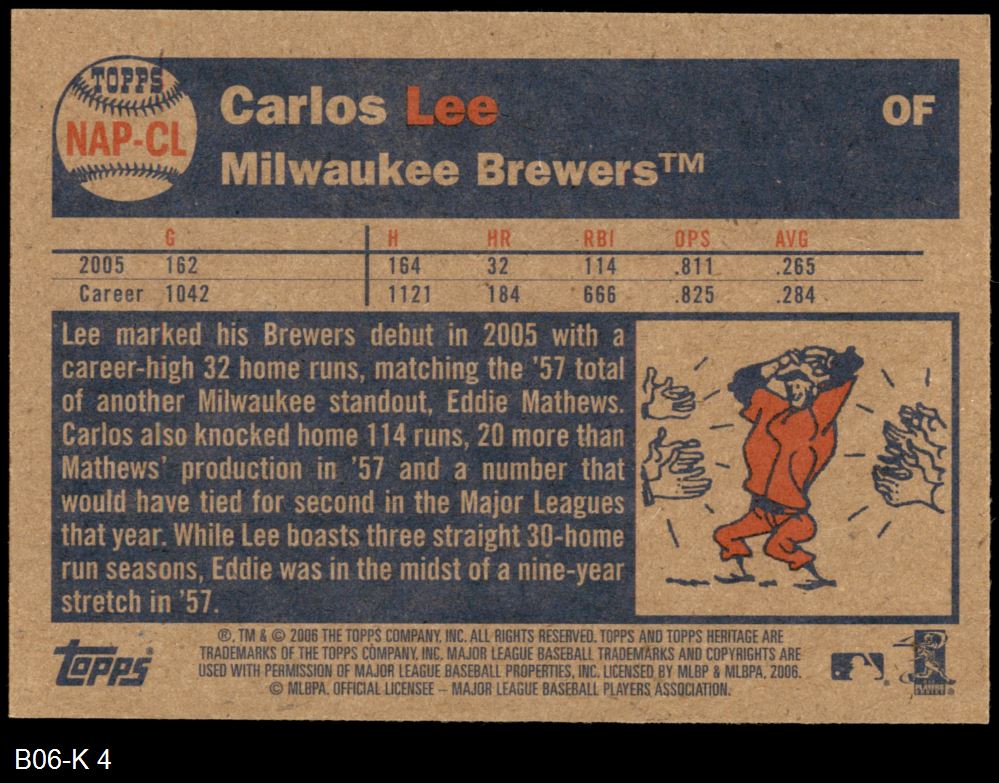 TOPPS
NAP-CL
Carlos Lee
OF
Milwaukee Brewers™
G H HR RBI OPS AVG
2005 162 164 32 114 .811 .265
Career 1042 1121 184 666 .825 .284
Lee marked his Brewers debut in 2005 with a
career-high 32 home runs, matching the '57 total
of another Milwaukee standout, Eddie Mathews.
Carlos also knocked home 114 runs, 20 more than
Mathews' production in '57 and a number that
would have tied for second in the Major Leagues
that year. While Lee boasts three straight 30-home
run seasons, Eddie was in the midst of a nine-year
stretch in '57.
®, TM & © 2006 THE TOPPS COMPANY, INC. ALL RIGHTS RESERVED. TOPPS AND TOPPS HERITAGE ARE
TRADEMARKS OF THE TOPPS COMPANY, INC. MAJOR LEAGUE BASEBALL TRADEMARKS AND COPYRIGHTS ARE
USED WITH PERMISSION OF MAJOR LEAGUE BASEBALL PROPERTIES, INC. LICENSED BY MLBP & MLBPA, 2006.
© MLBPA. OFFICIAL LICENSEE – MAJOR LEAGUE BASEBALL PLAYERS ASSOCIATION.
Topps®
B06-K 4